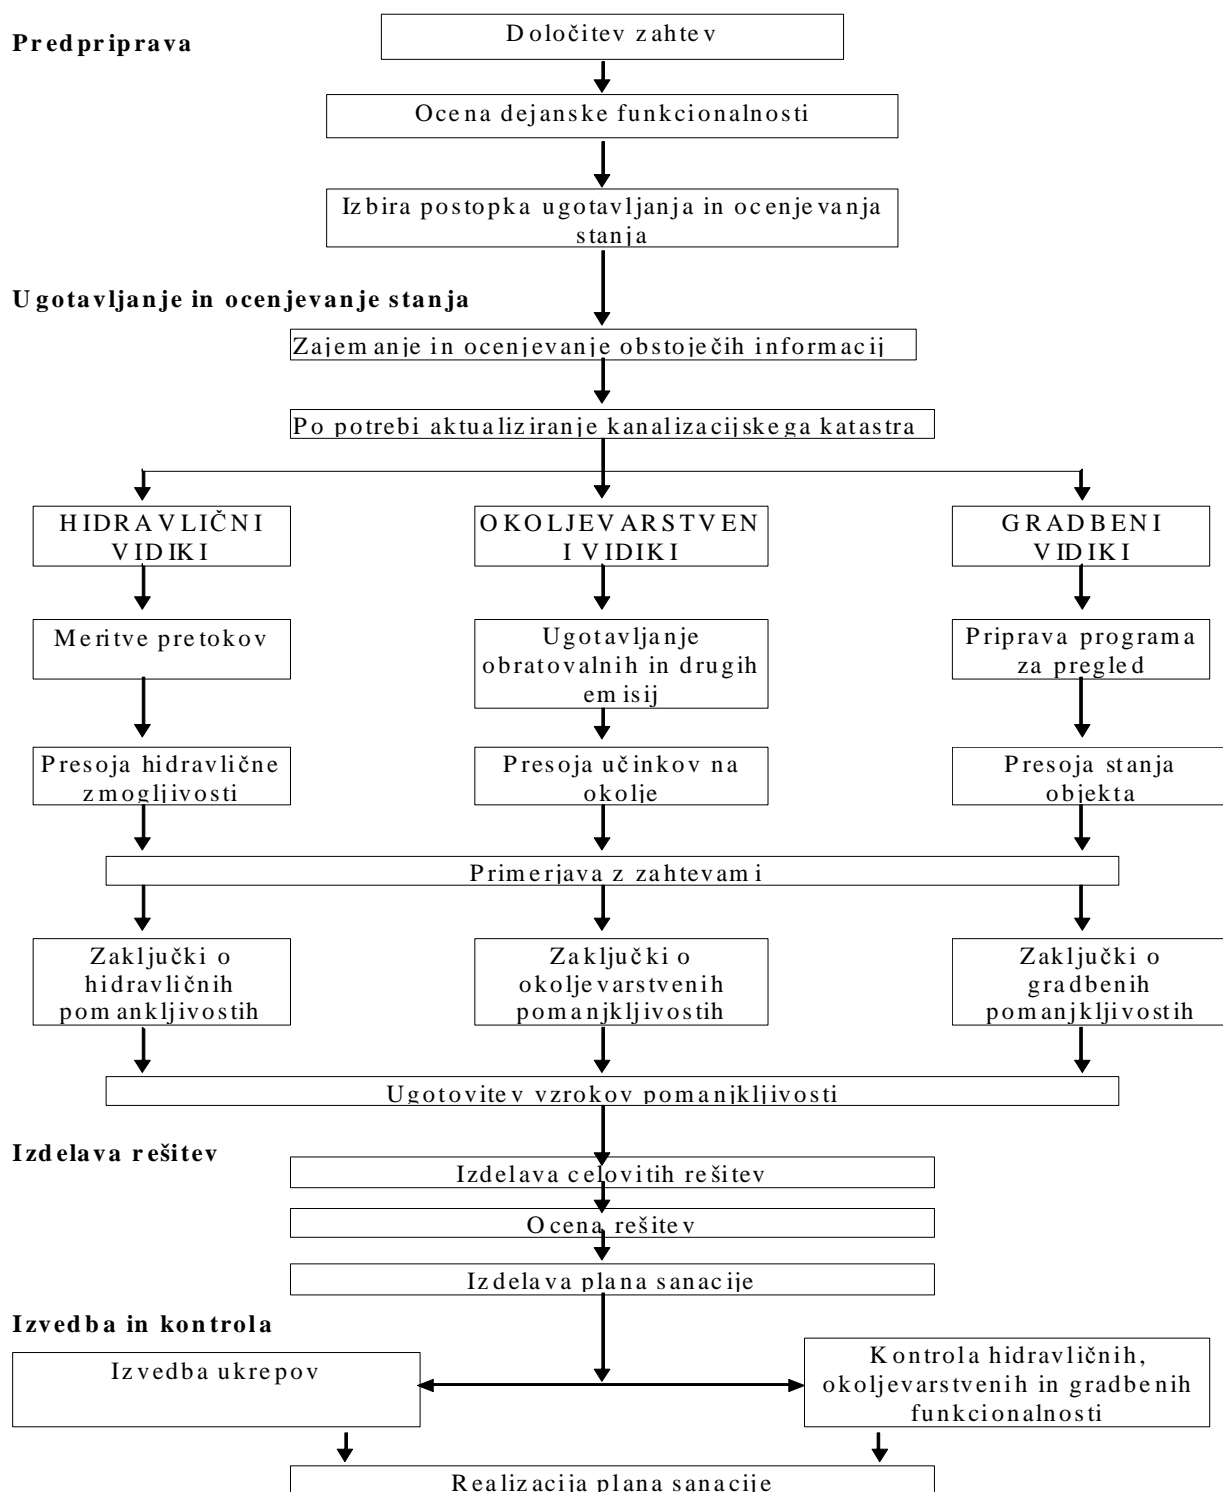 Predpriprava
Določitev zahtev
Ocena dejanske funkcionalnosti
Izbira postopka ugotavljanja in ocenjevanja
stanja
Ugotavljanje in ocenjevanje stanja
Zajemanje in ocenjevanje obstoječih informacij
Po potrebi aktualiziranje kanalizacijskega katastra
HIDRAVLIČNI
VIDIKI
OKOLJEVARSTVEN
I VIDIKI
GRADBENI
VIDIKI
Meritve pretokov
Ugotavljanje
obratovalnih in drugih
emisij
Priprava programa
za pregled
Presoja hidravlične
zmogljivosti
Presoja učinkov na
okolje
Presoja stanja
objekta
Primerjava z zahtevami
Zaključki o
hidravličnih
pomankljivostih
Zaključki o
okoljevarstvenih
pomanjkljivostih
Zaključki o
gradbenih
pomanjkljivostih
Ugotovitev vzrokov pomanjkljivosti
Izdelava rešitev
Izdelava celovitih rešitev
Ocena rešitev
Izdelava plana sanacije
Izvedba in kontrola
Izvedba ukrepov
Kontrola hidravličnih,
okoljevarstvenih in gradbenih
funkcionalnosti
Realizacija plana sanacije